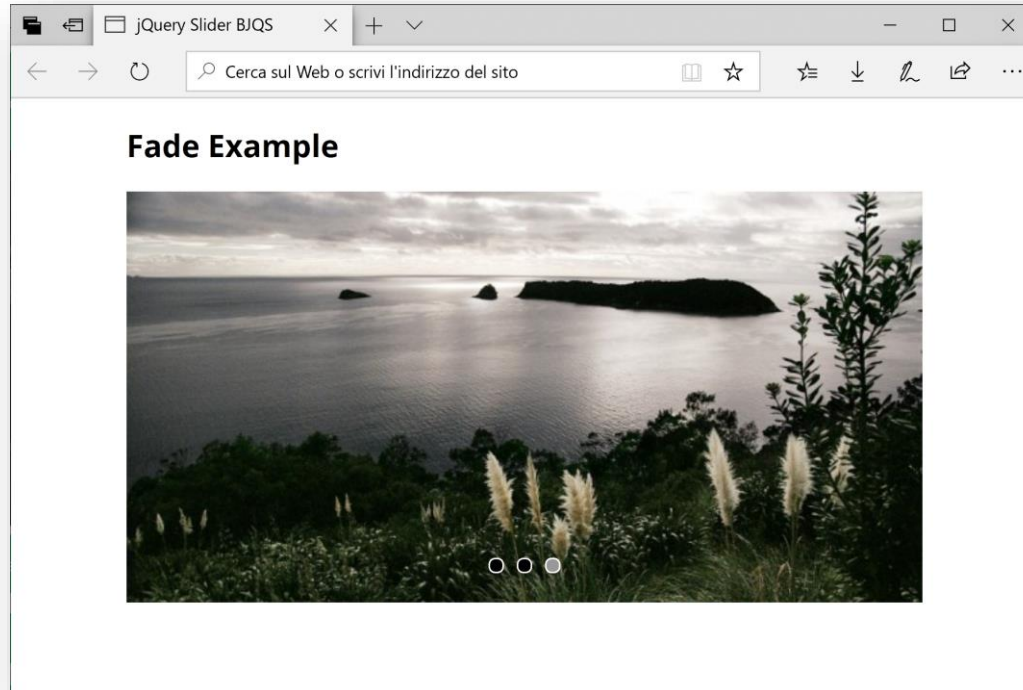 jQuery Slider BJQS
Cerca sul Web o scrivi l'indirizzo del sito
Fade Example